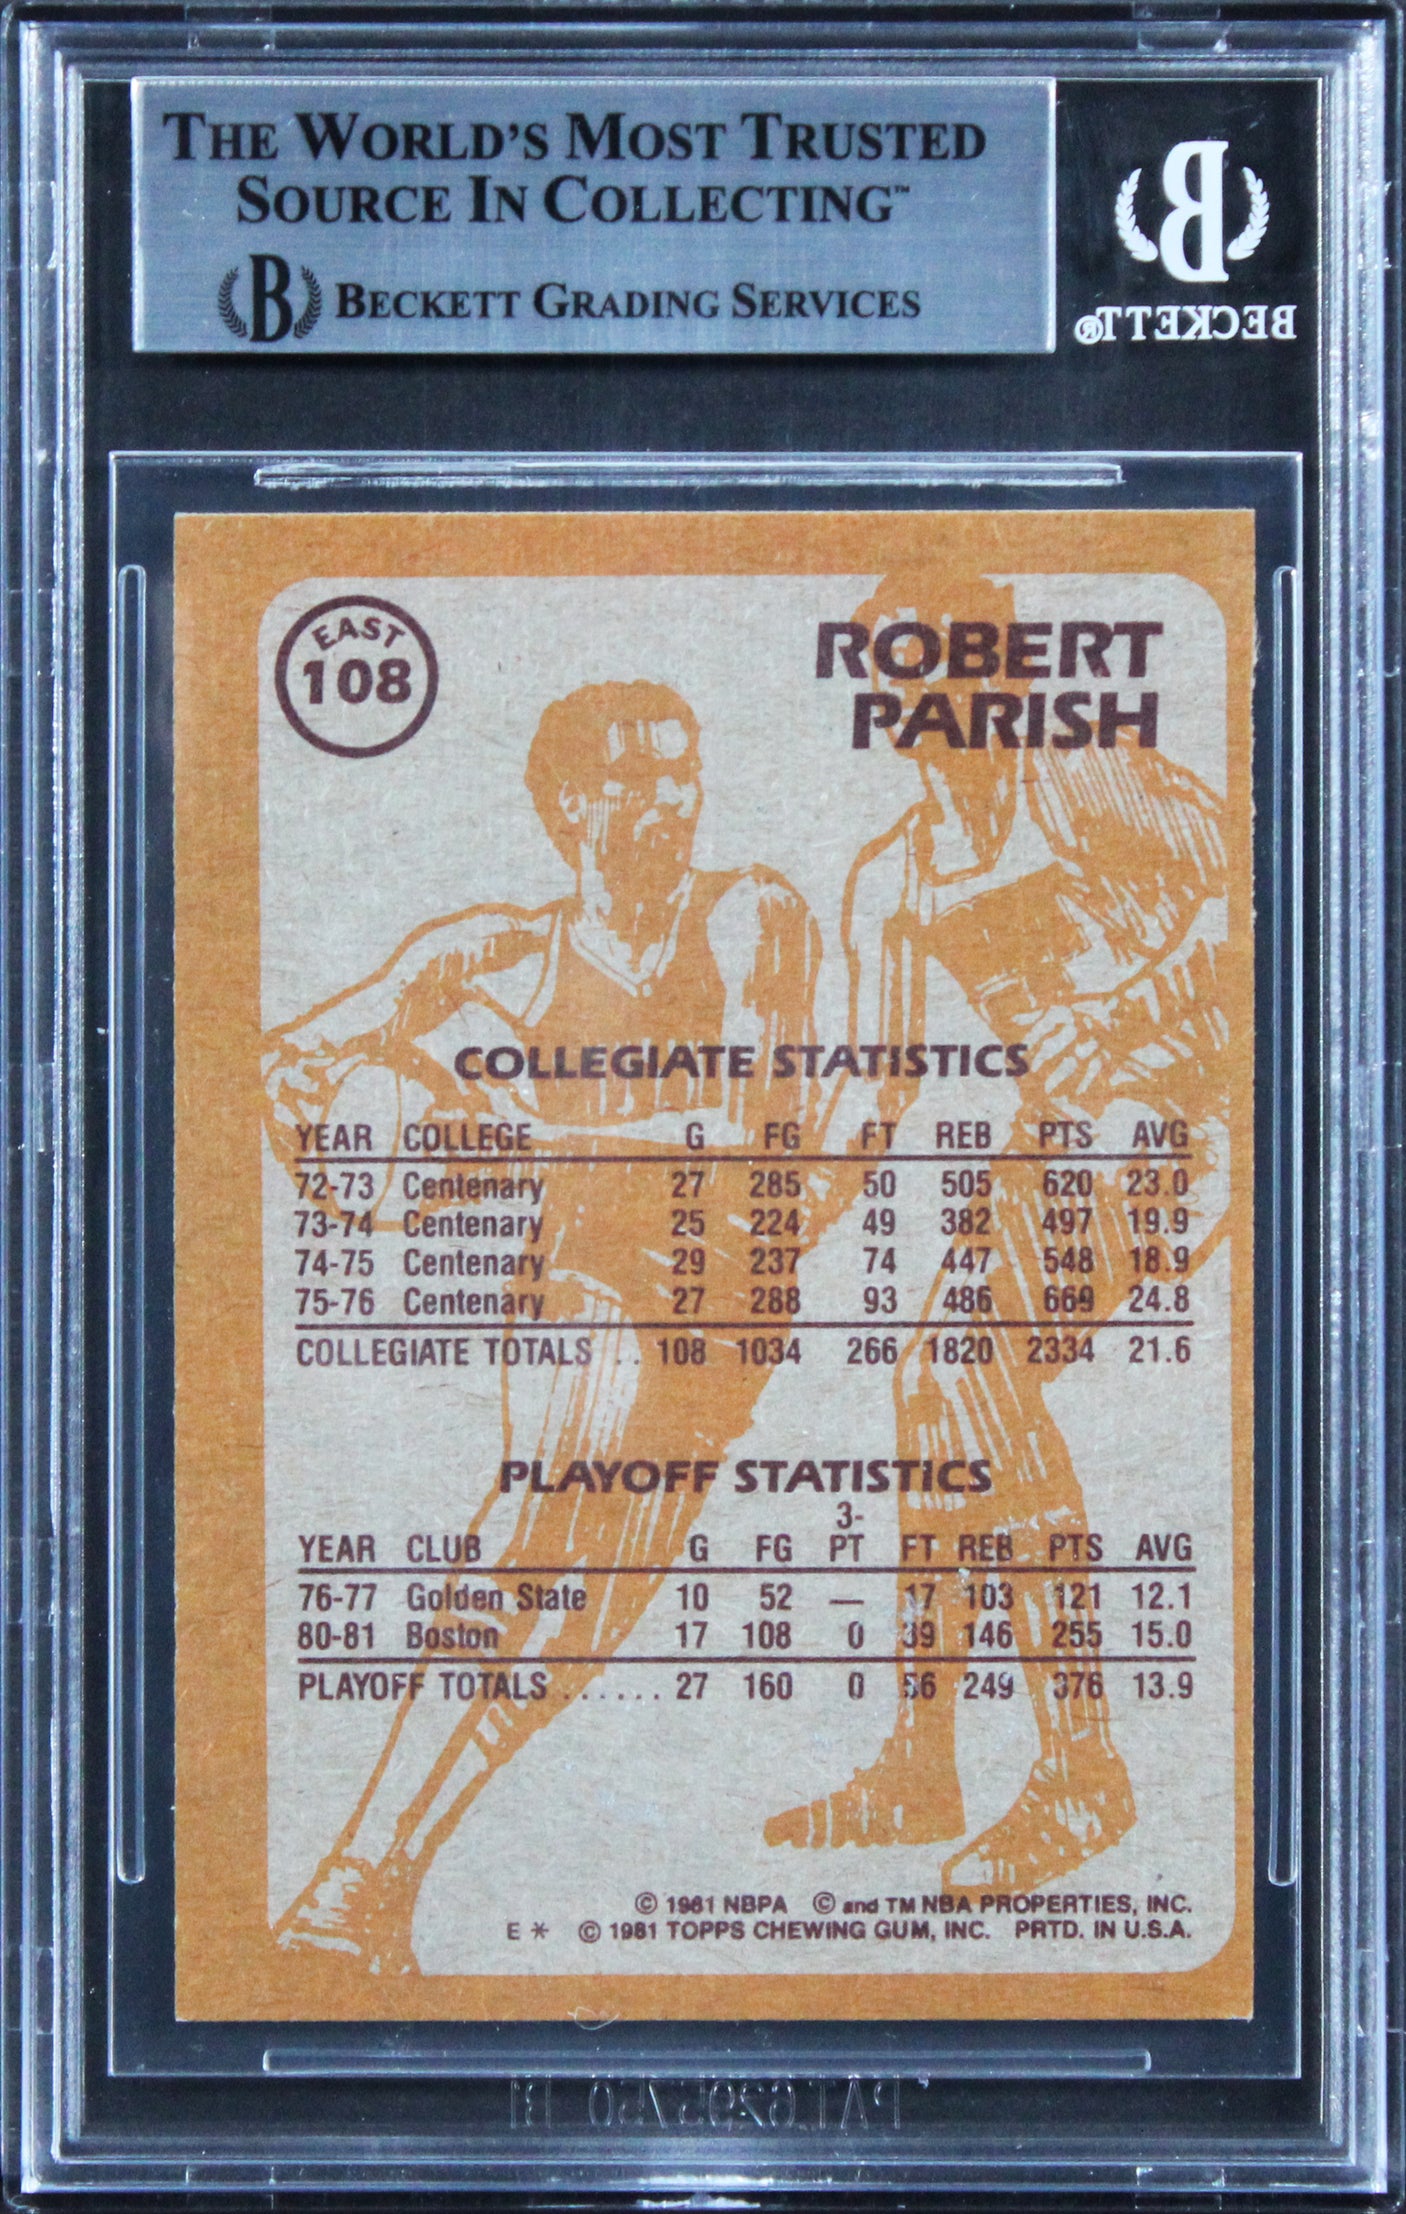 THE WORLD'S MOST TRUSTED
SOURCE IN COLLECTING™
B BECKETT GRADING SERVICES
B
BECKETT®
EAST
108
ROBERT
PARISH
COLLEGIATE STATISTICS
YEAR COLLEGE G FG FT REB PTS AVG
72-73 Centenary 27 285 50 505 620 23.0
73-74 Centenary 25 224 49 382 497 19.9
74-75 Centenary 29 237 74 447 548 18.9
75-76 Centenary 27 288 93 486 669 24.8
COLLEGIATE TOTALS .. 108 1034 266 1820 2334 21.6
PLAYOFF STATISTICS
3-
YEAR CLUB G FG PT FT REB PTS AVG
76-77 Golden State 10 52 — 17 103 121 12.1
80-81 Boston 17 108 0 39 146 255 15.0
PLAYOFF TOTALS ...... 27 160 0 56 249 376 13.9
© 1981 NBPA © and TM NBA PROPERTIES, INC.
E * © 1981 TOPPS CHEWING GUM, INC. PRTD. IN U.S.A.